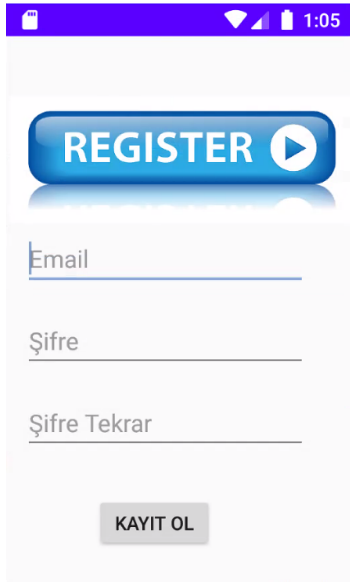 1:05
REGISTER
Email
Şifre
Şifre Tekrar
KAYIT OL